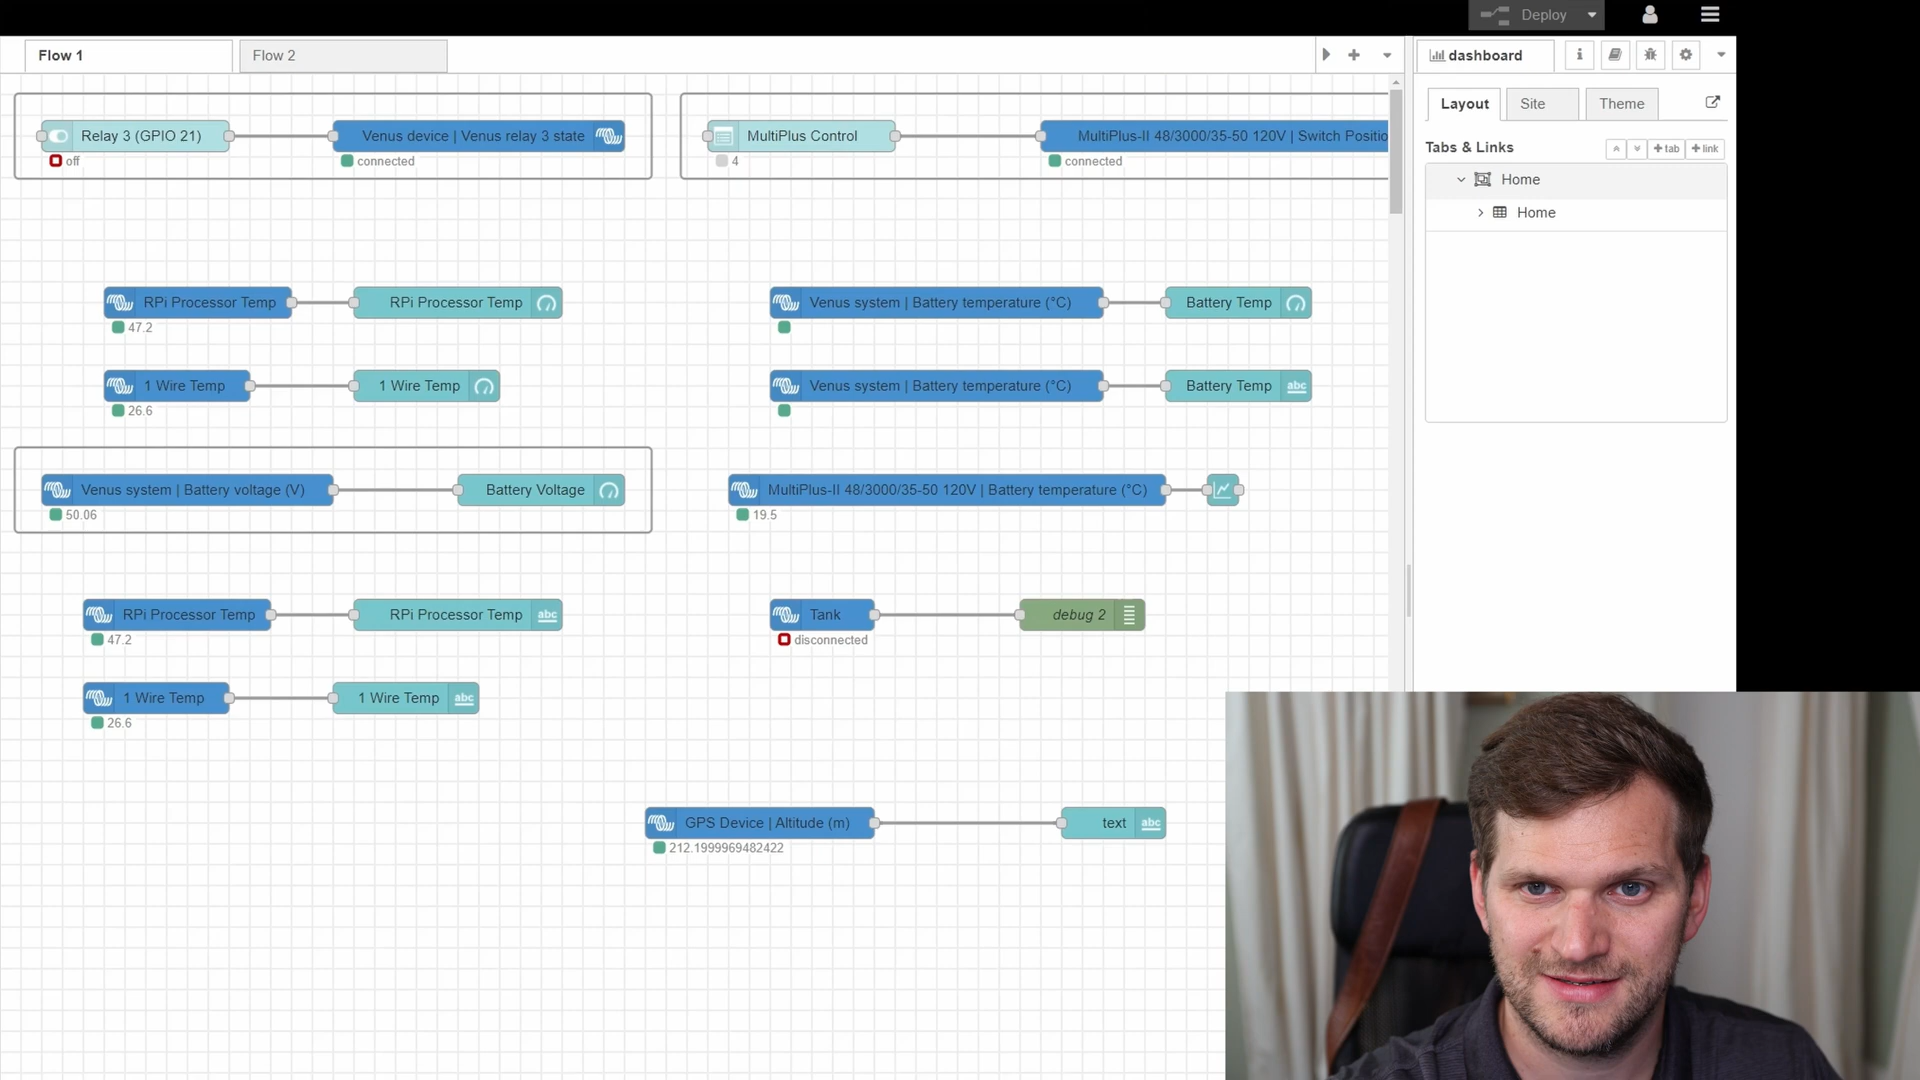 Deploy
Flow 1
Flow 2
dashboard
i
Layout
Site
Theme
Tabs & Links
+ tab
+ link
Home
Home
Relay 3 (GPIO 21)
Venus device | Venus relay 3 state
off
connected
MultiPlus Control
MultiPlus-II 48/3000/35-50 120V | Switch Positio
4
connected
RPi Processor Temp
RPi Processor Temp
47.2
Venus system | Battery temperature (°C)
Battery Temp
1 Wire Temp
1 Wire Temp
26.6
Venus system | Battery temperature (°C)
Battery Temp
abc
Venus system | Battery voltage (V)
Battery Voltage
50.06
MultiPlus-II 48/3000/35-50 120V | Battery temperature (°C)
19.5
RPi Processor Temp
RPi Processor Temp
abc
47.2
Tank
debug 2
disconnected
1 Wire Temp
1 Wire Temp
abc
26.6
GPS Device | Altitude (m)
text
abc
212.1999969482422